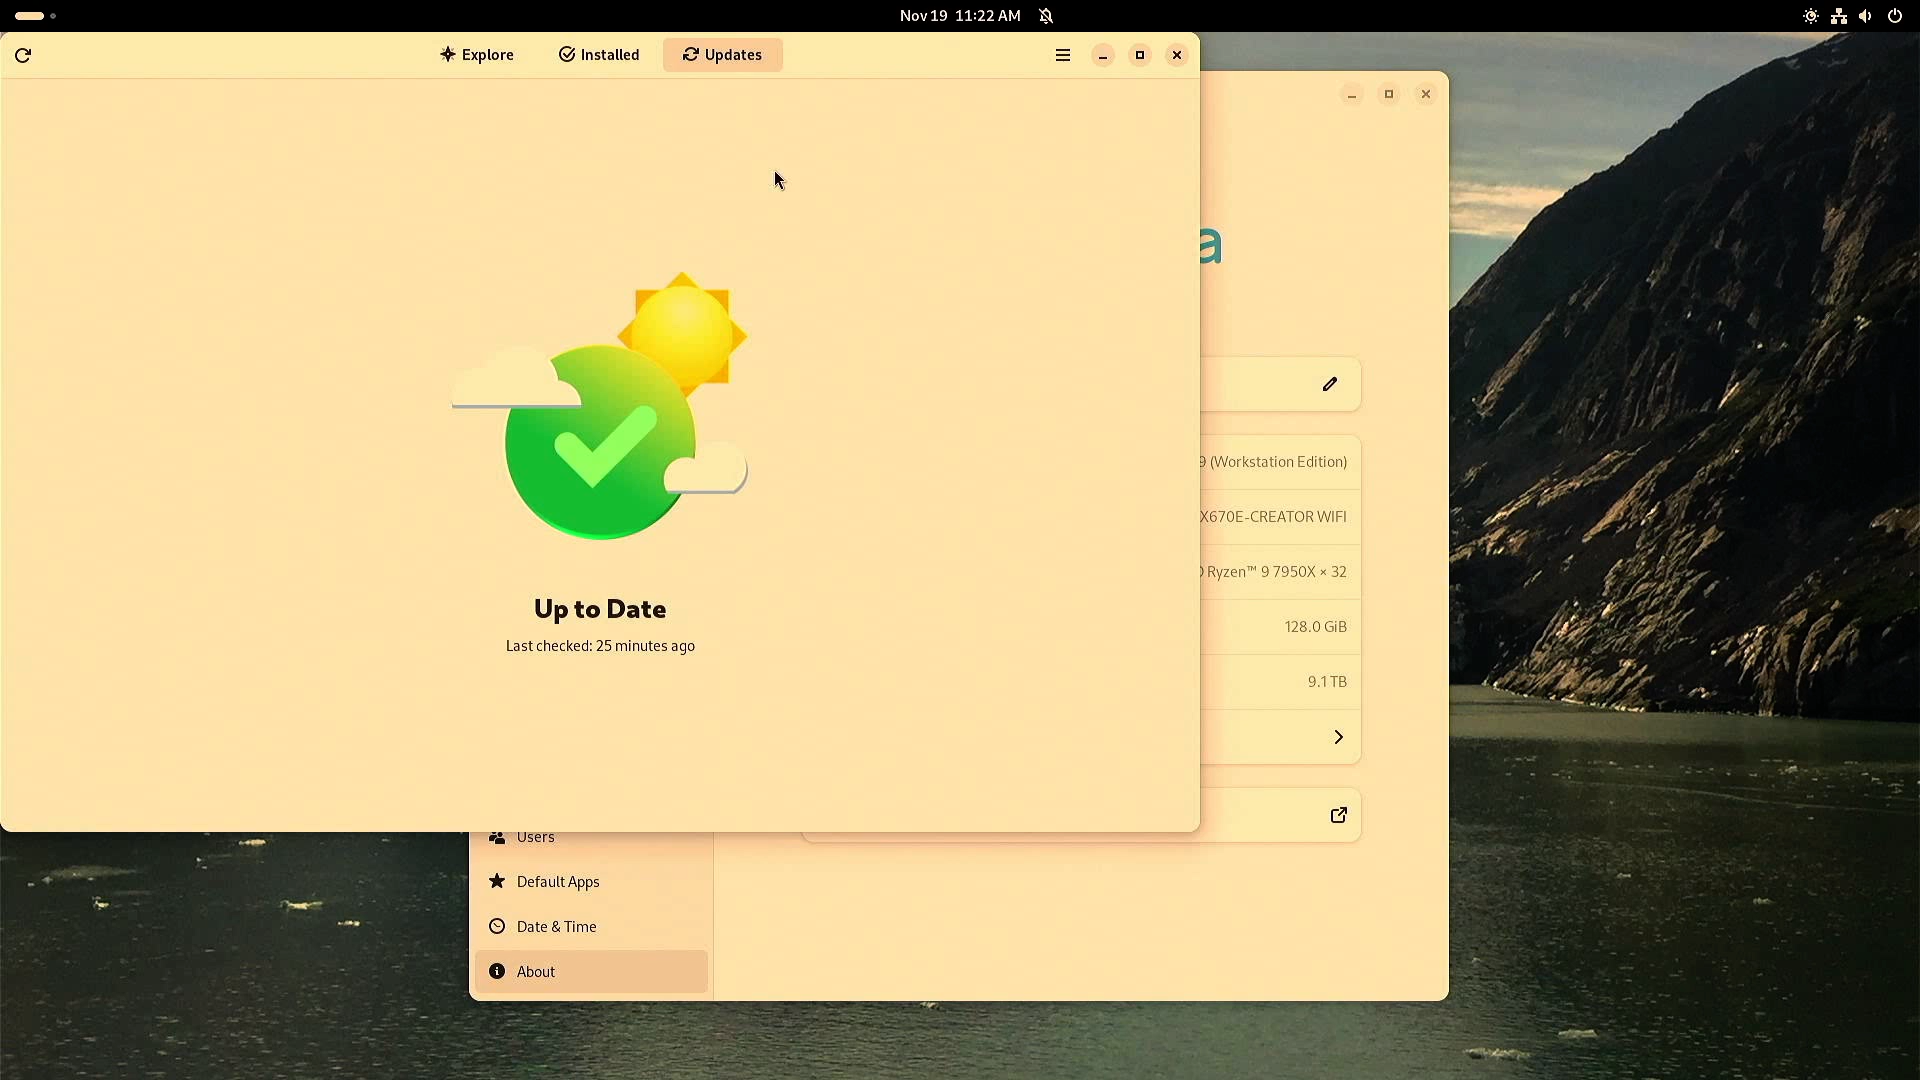 Nov 19 11:22 AM
Explore Installed Updates
a
Up to Date
Last checked: 25 minutes ago
9 (Workstation Edition)
X670E-CREATOR WIFI
Ryzen™ 9 7950X × 32
128.0 GiB
9.1 TB
Users
Default Apps
Date & Time
About